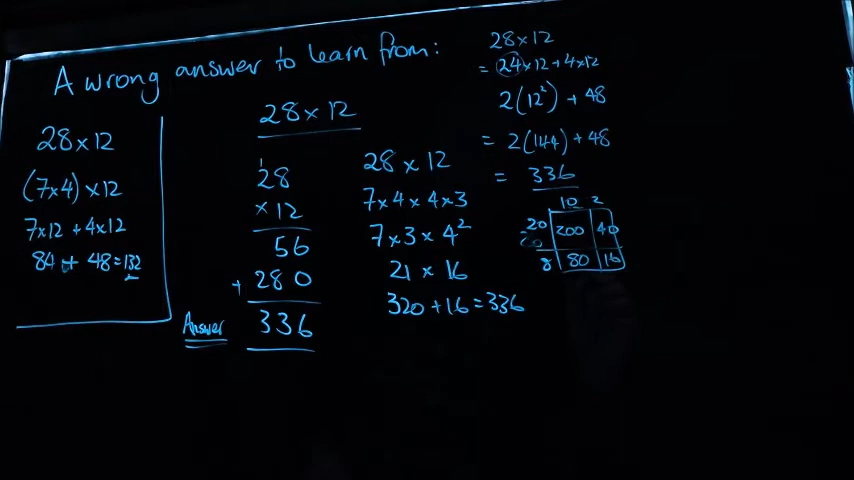 A wrong answer to learn from:
28 × 12
(7×4) × 12
7×12 + 4×12
84 + 48 = 132
28 × 12
1
28
× 12
56
+ 280
Answer 336
28 × 12
7 × 4 × 4 × 3
7 × 3 × 4²
21 × 16
320 + 16 = 336
28 × 12
= 24 × 12 + 4 × 12
2(12²) + 48
= 2(144) + 48
= 336
10 2
20 200 40
8 80 16